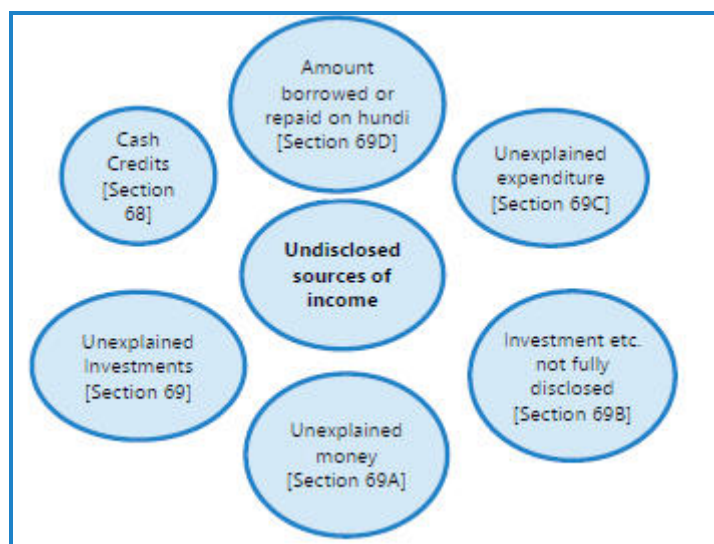 Amount
borrowed or
repaid on hundi
[Section 69D]
Cash
Credits
[Section
68]
Unexplained
expenditure
[Section 69C]
Undisclosed
sources of
income
Unexplained
Investments
[Section 69]
Investment etc.
not fully
disclosed
[Section 69B]
Unexplained
money
[Section 69A]